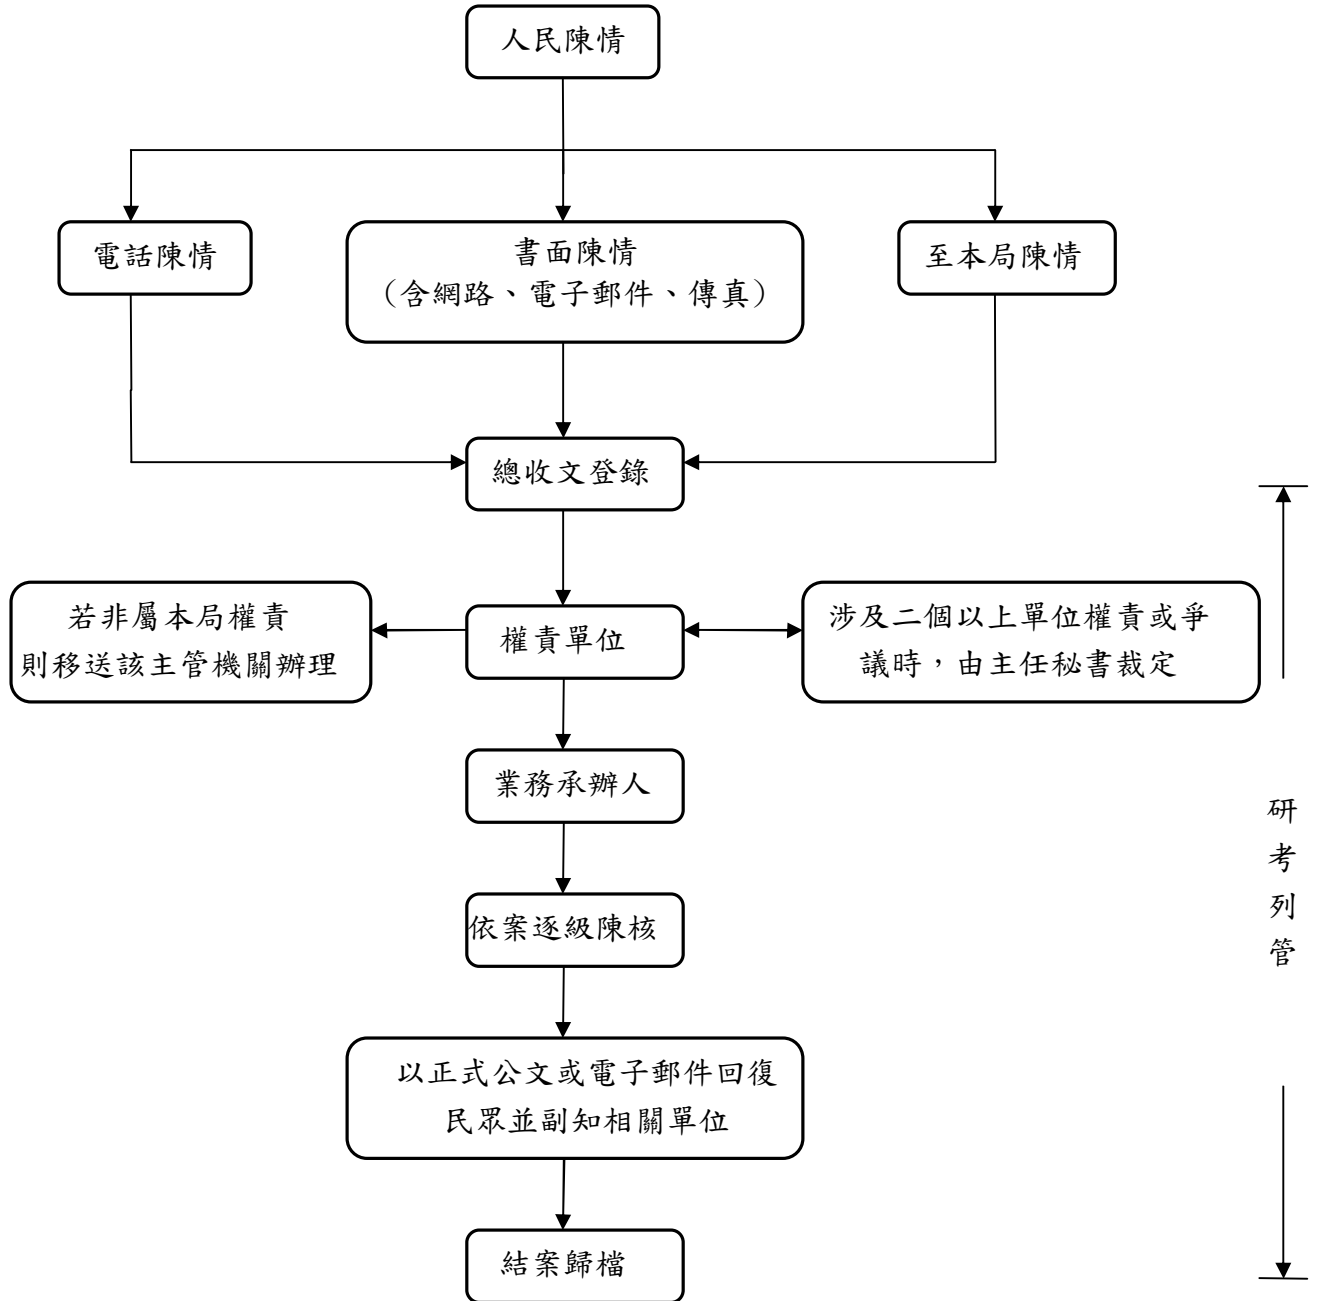 人民陳情
電話陳情
書面陳情
（含網路、電子郵件、傳真）
至本局陳情
總收文登錄
若非屬本局權責
則移送該主管機關辦理
權責單位
涉及二個以上單位權責或爭
議時，由主任秘書裁定
業務承辦人
依案逐級陳核
以正式公文或電子郵件回復
民眾並副知相關單位
結案歸檔
研
考
列
管